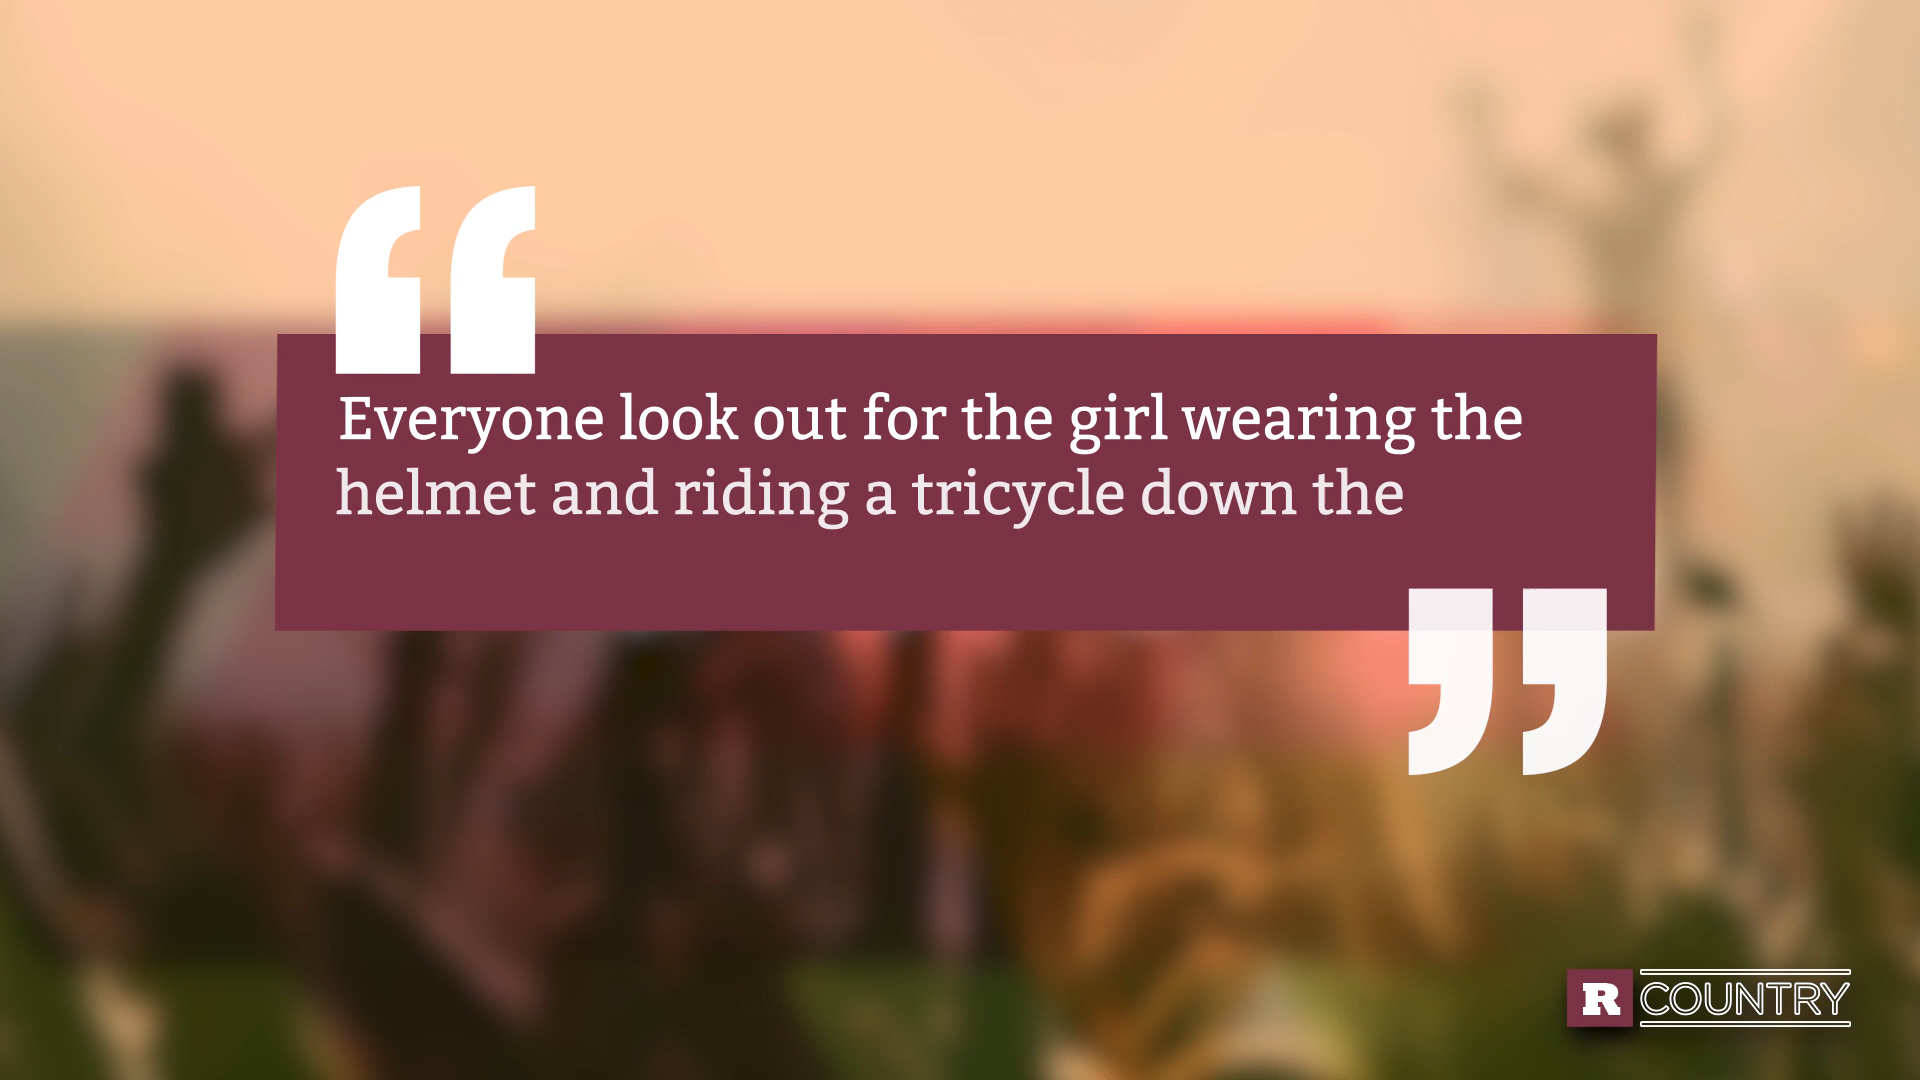 “
Everyone look out for the girl wearing the
helmet and riding a tricycle down the
”
R COUNTRY